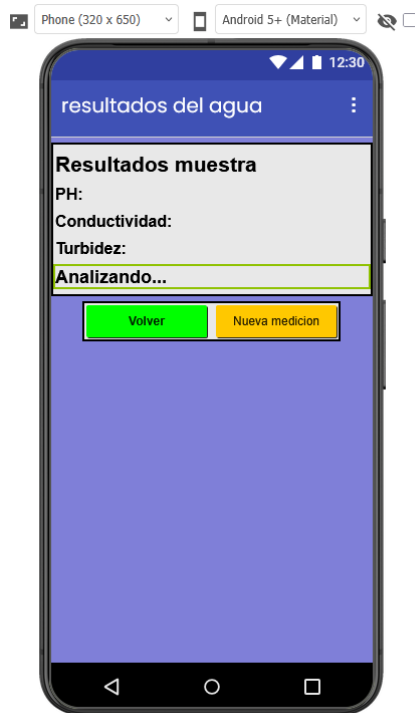 Phone (320 x 650)
Android 5+ (Material)
12:30
resultados del agua
Resultados muestra
PH:
Conductividad:
Turbidez:
Analizando...
Volver
Nueva medicion